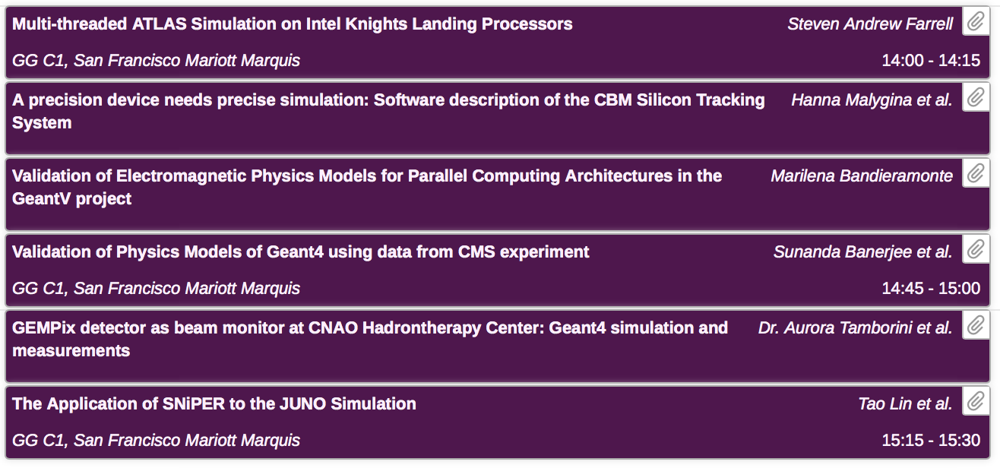 Multi-threaded ATLAS Simulation on Intel Knights Landing Processors Steven Andrew Farrell
GG C1, San Francisco Mariott Marquis 14:00 - 14:15
A precision device needs precise simulation: Software description of the CBM Silicon Tracking Hanna Malygina et al.
System
Validation of Electromagnetic Physics Models for Parallel Computing Architectures in the Marilena Bandieramonte
GeantV project
Validation of Physics Models of Geant4 using data from CMS experiment Sunanda Banerjee et al.
GG C1, San Francisco Mariott Marquis 14:45 - 15:00
GEMPix detector as beam monitor at CNAO Hadrontherapy Center: Geant4 simulation and Dr. Aurora Tamborini et al.
measurements
The Application of SNiPER to the JUNO Simulation Tao Lin et al.
GG C1, San Francisco Mariott Marquis 15:15 - 15:30